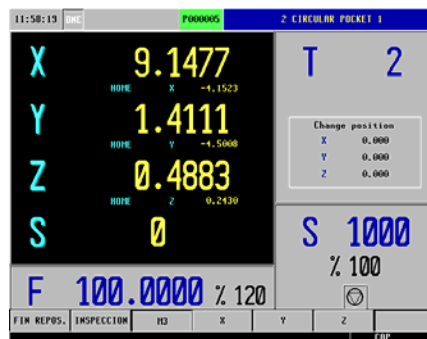 11:58:19 DNC P000005 2 CIRCULAR POCKET 1
X 9.1477
HOME X -4.1523
Y 1.4111
HOME Y -4.5008
Z 0.4883
HOME Z 0.2430
S 0
T 2
Change position
X 0.000
Y 0.000
Z 0.000
F 100.0000 % 120
S 1000
% 100
FIN REPOS. INSPECCION M3 X Y Z
CAP